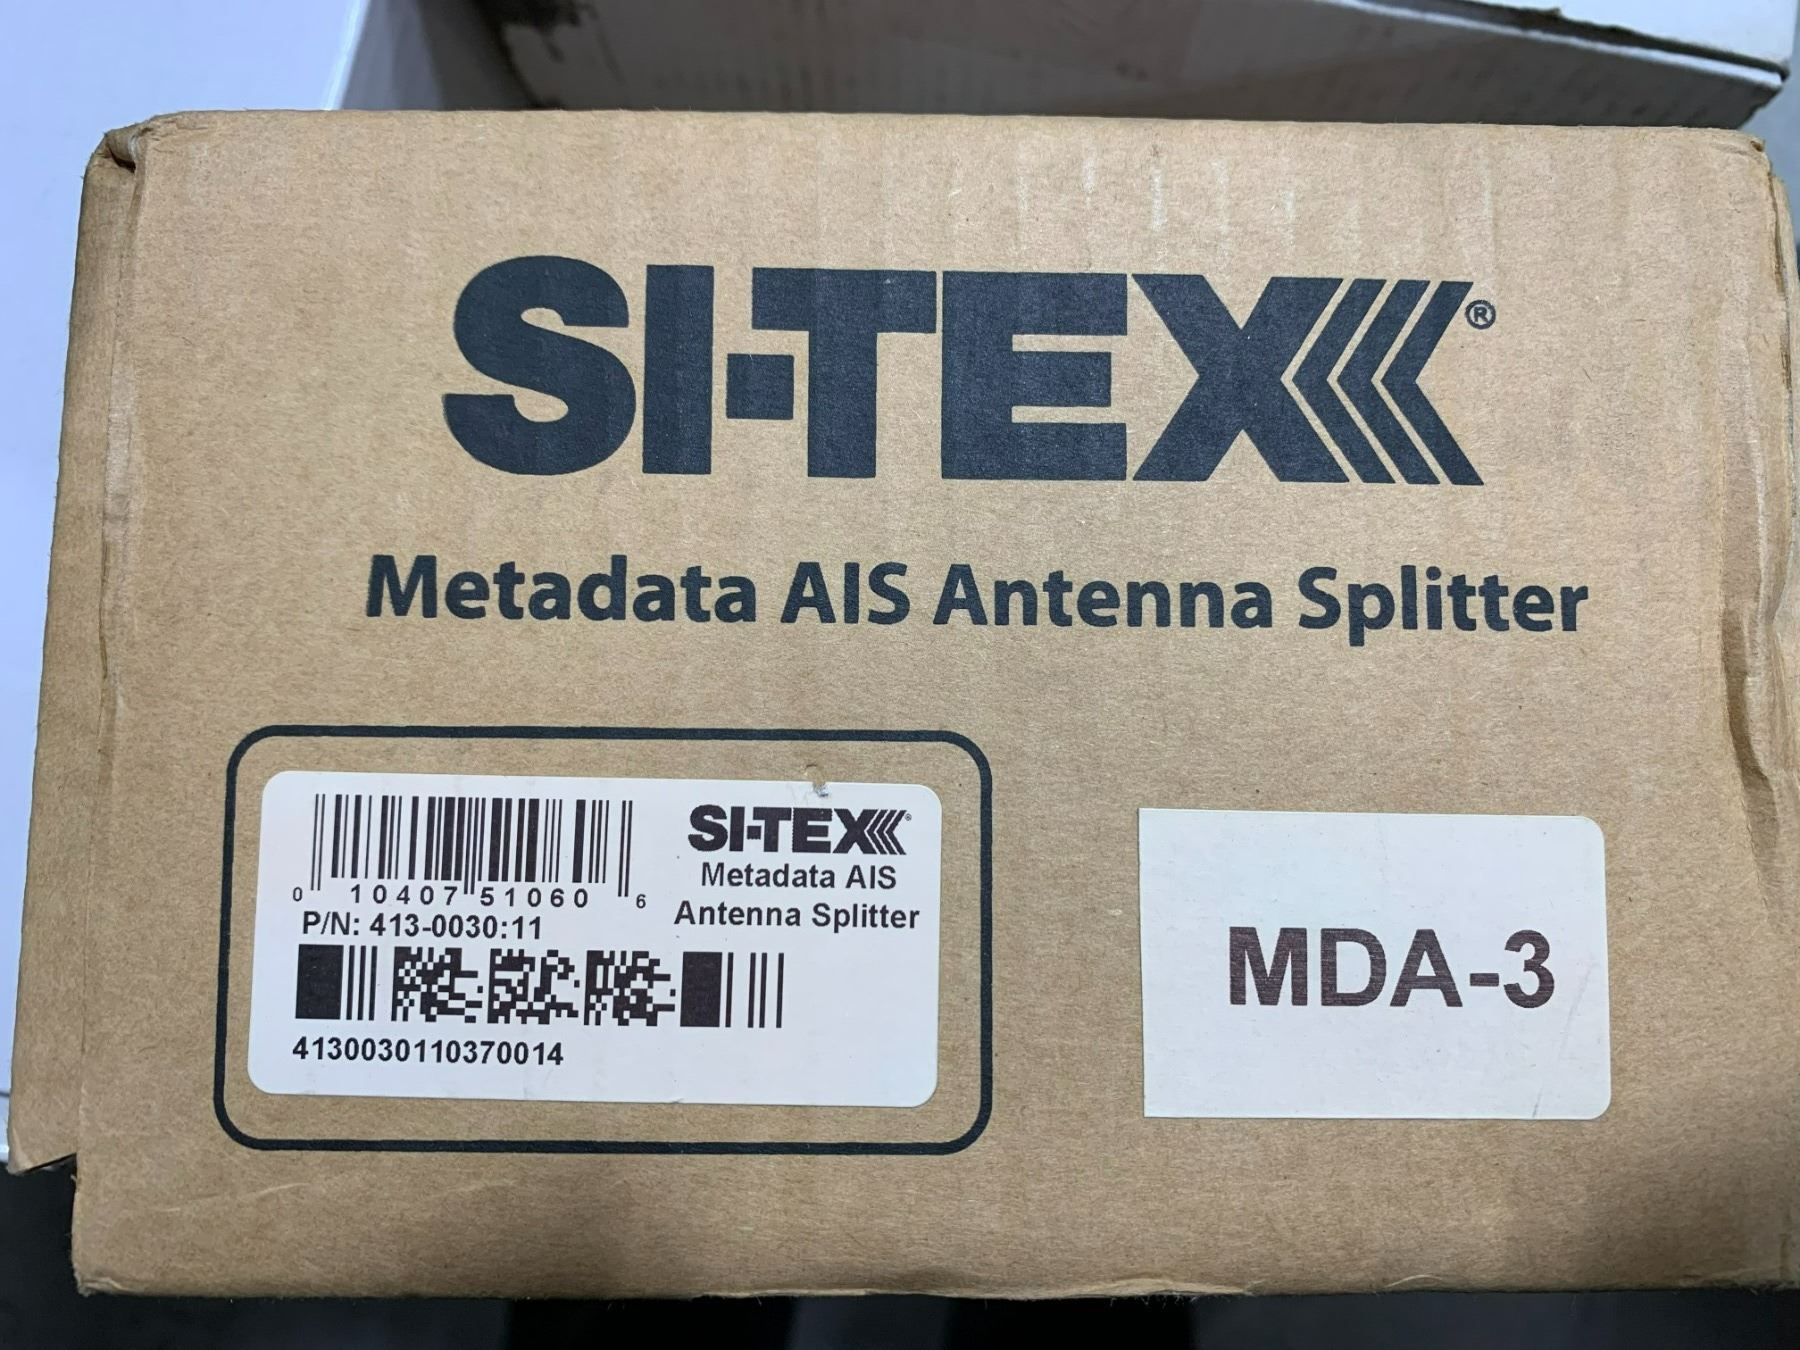 SI-TEX®
Metadata AIS Antenna Splitter
0 10407 51060 6
P/N: 413-0030:11
SI-TEX®
Metadata AIS
Antenna Splitter
4130030110370014
MDA-3